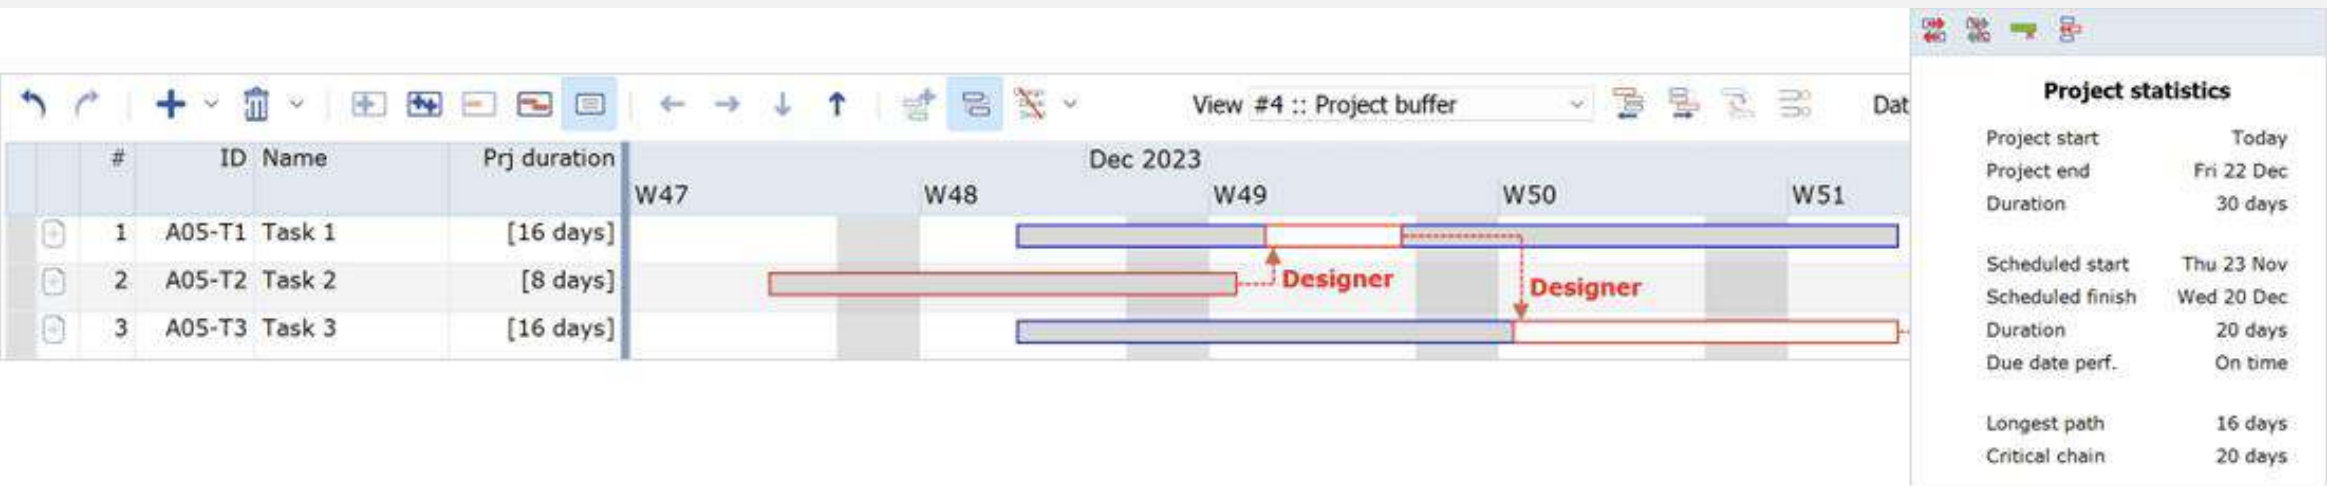 View #4 :: Project buffer Dat
# ID Name Prj duration Dec 2023
W47 W48 W49 W50 W51
1 A05-T1 Task 1 [16 days]
2 A05-T2 Task 2 [8 days] Designer Designer
3 A05-T3 Task 3 [16 days]
Project statistics
Project start Today
Project end Fri 22 Dec
Duration 30 days
Scheduled start Thu 23 Nov
Scheduled finish Wed 20 Dec
Duration 20 days
Due date perf. On time
Longest path 16 days
Critical chain 20 days